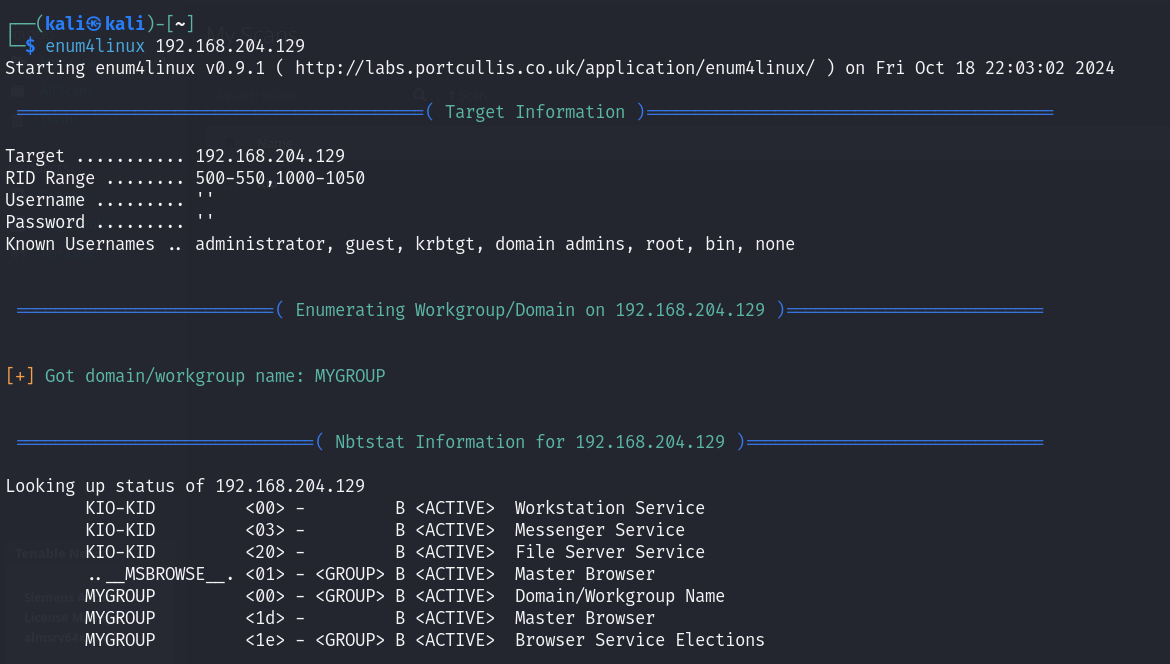 ┌──(kali㉿kali)-[~]
└─$ enum4linux 192.168.204.129
Starting enum4linux v0.9.1 ( http://labs.portcullis.co.uk/application/enum4linux/ ) on Fri Oct 18 22:03:02 2024
=========================================( Target Information )=========================================
Target ........... 192.168.204.129
RID Range ........ 500-550,1000-1050
Username ......... ''
Password ......... ''
Known Usernames .. administrator, guest, krbtgt, domain admins, root, bin, none
==========================( Enumerating Workgroup/Domain on 192.168.204.129 )==========================
[+] Got domain/workgroup name: MYGROUP
==============================( Nbtstat Information for 192.168.204.129 )==============================
Looking up status of 192.168.204.129
KIO-KID         <00> -         B <ACTIVE>  Workstation Service
KIO-KID         <03> -         B <ACTIVE>  Messenger Service
KIO-KID         <20> -         B <ACTIVE>  File Server Service
..__MSBROWSE__. <01> - <GROUP> B <ACTIVE>  Master Browser
MYGROUP         <00> - <GROUP> B <ACTIVE>  Domain/Workgroup Name
MYGROUP         <1d> -         B <ACTIVE>  Master Browser
MYGROUP         <1e> - <GROUP> B <ACTIVE>  Browser Service Elections